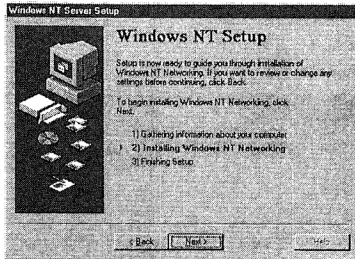 Windows NT Server Setup
Windows NT Setup
Setup is now ready to guide you through installation of
Windows NT Networking. If you want to review or change any
settings before continuing, click Back.
To begin installing Windows NT Networking, click
Next.
1) Gathering information about your computer
2) Installing Windows NT Networking
3) Finishing Setup
< Back
Next >
Help